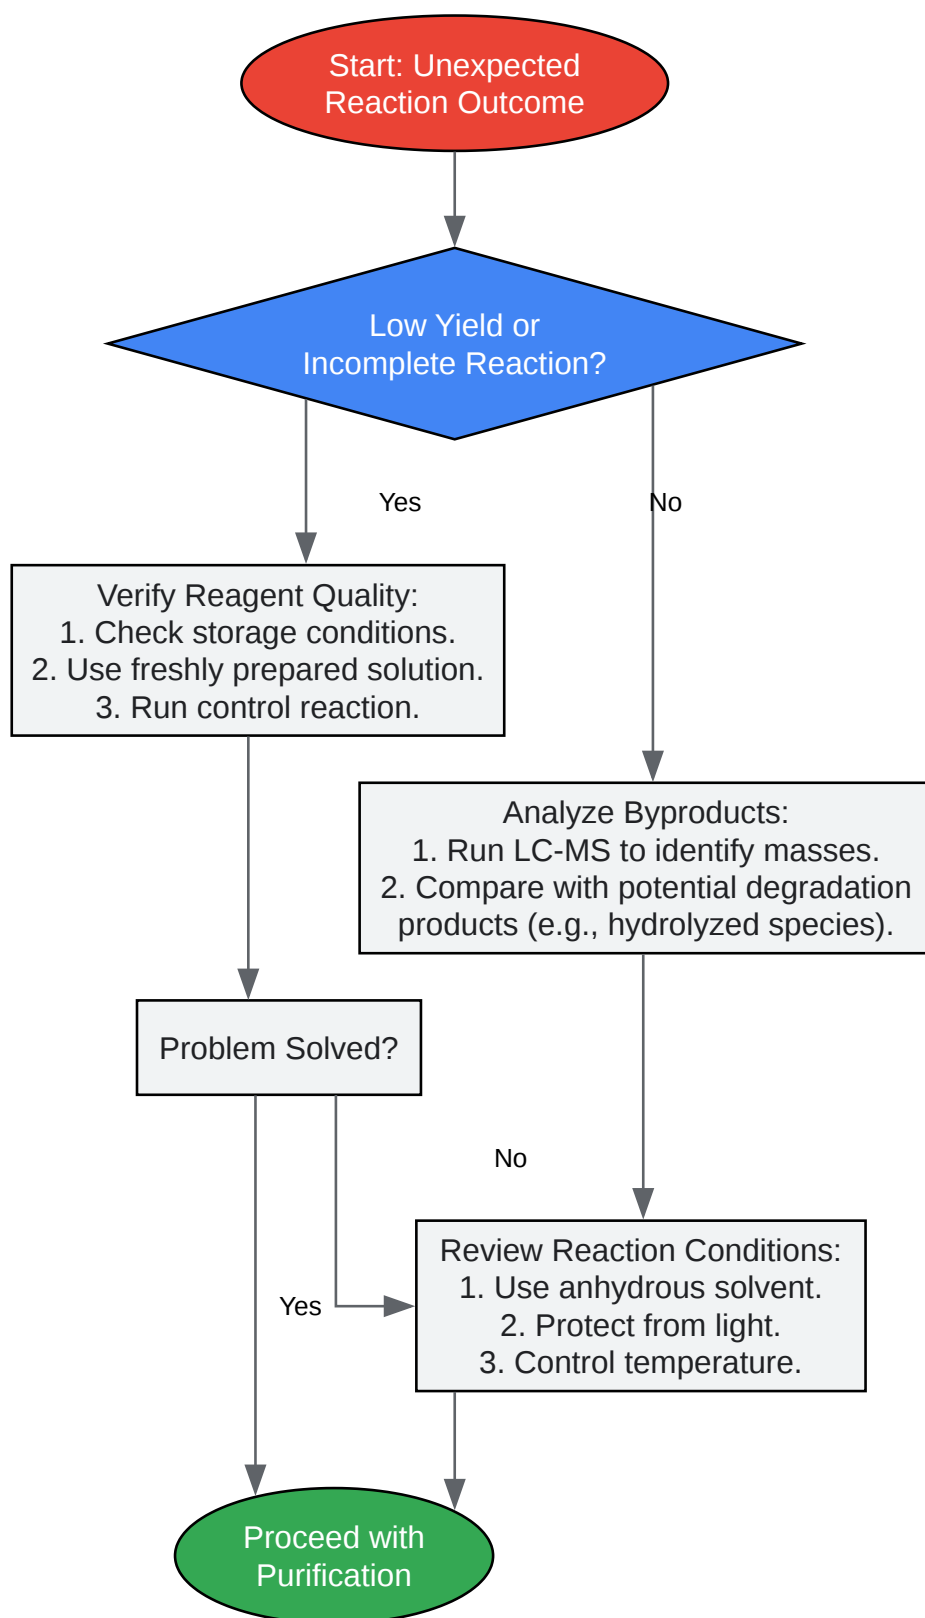 Start: Unexpected
Reaction Outcome
Low Yield or
Incomplete Reaction?
Yes
No
Verify Reagent Quality:
1. Check storage conditions.
2. Use freshly prepared solution.
3. Run control reaction.
Analyze Byproducts:
1. Run LC-MS to identify masses.
2. Compare with potential degradation
products (e.g., hydrolyzed species).
Problem Solved?
No
Yes
Review Reaction Conditions:
1. Use anhydrous solvent.
2. Protect from light.
3. Control temperature.
Proceed with
Purification